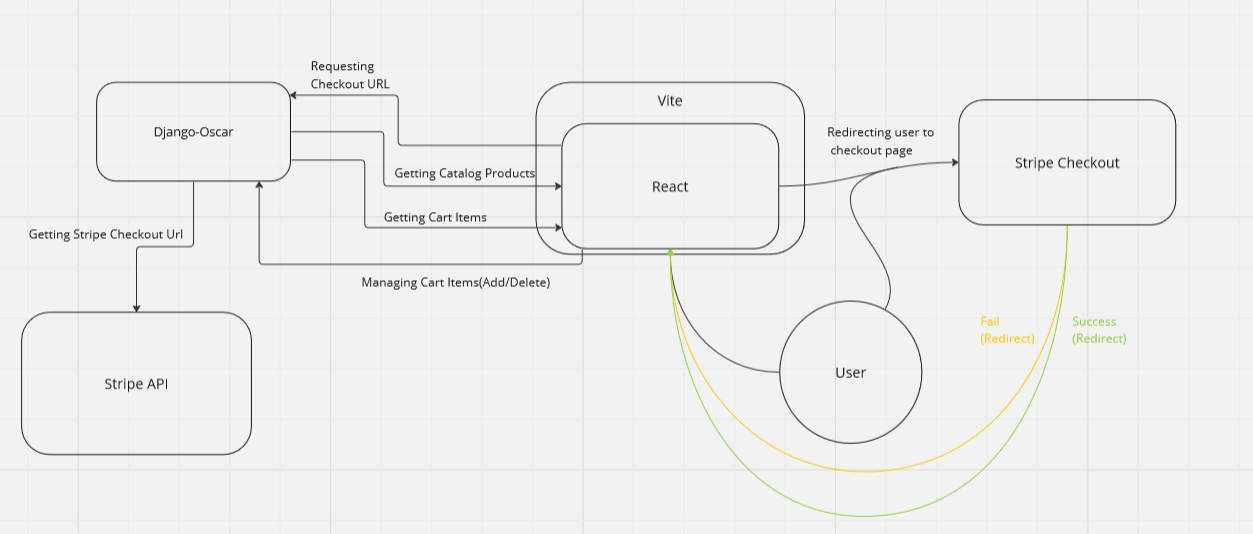 Requesting
Checkout URL
Vite
Django-Oscar
Redirecting user to
checkout page
Stripe Checkout
Getting Catalog Products
React
Getting Cart Items
Getting Stripe Checkout Url
Managing Cart Items(Add/Delete)
Fail
(Redirect)
Success
(Redirect)
Stripe API
User